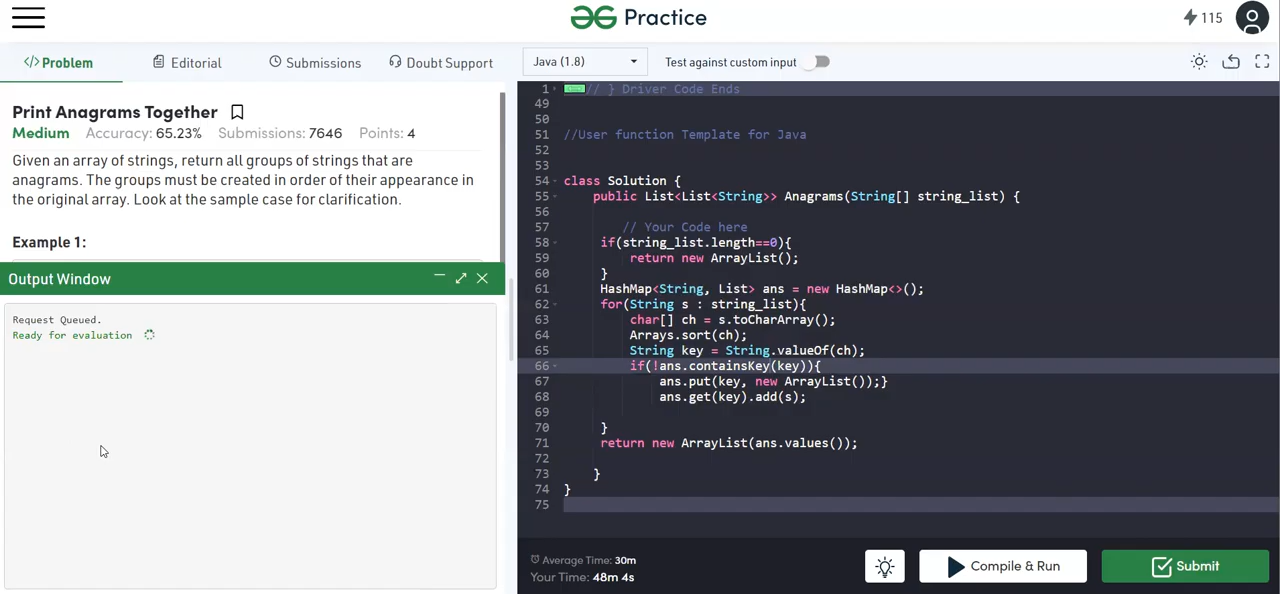 Practice
115
</> Problem
Editorial
Submissions
Doubt Support
Java (1.8)
Test against custom input
Print Anagrams Together
Medium Accuracy: 65.23% Submissions: 7646 Points: 4
Given an array of strings, return all groups of strings that are
anagrams. The groups must be created in order of their appearance in
the original array. Look at the sample case for clarification.
Example 1:
Output Window
Request Queued.
Ready for evaluation
1 // } Driver Code Ends
49
50
51 //User function Template for Java
52
53
54 class Solution {
55 public List<List<String>> Anagrams(String[] string_list) {
56
57 // Your Code here
58 if(string_list.length==0){
59 return new ArrayList();
60 }
61 HashMap<String, List> ans = new HashMap<>();
62 for(String s : string_list){
63 char[] ch = s.toCharArray();
64 Arrays.sort(ch);
65 String key = String.valueOf(ch);
66 if(!ans.containsKey(key)){
67 ans.put(key, new ArrayList());}
68 ans.get(key).add(s);
69
70 }
71 return new ArrayList(ans.values());
72
73 }
74 }
75
Average Time: 30m
Your Time: 48m 4s
Compile & Run
Submit